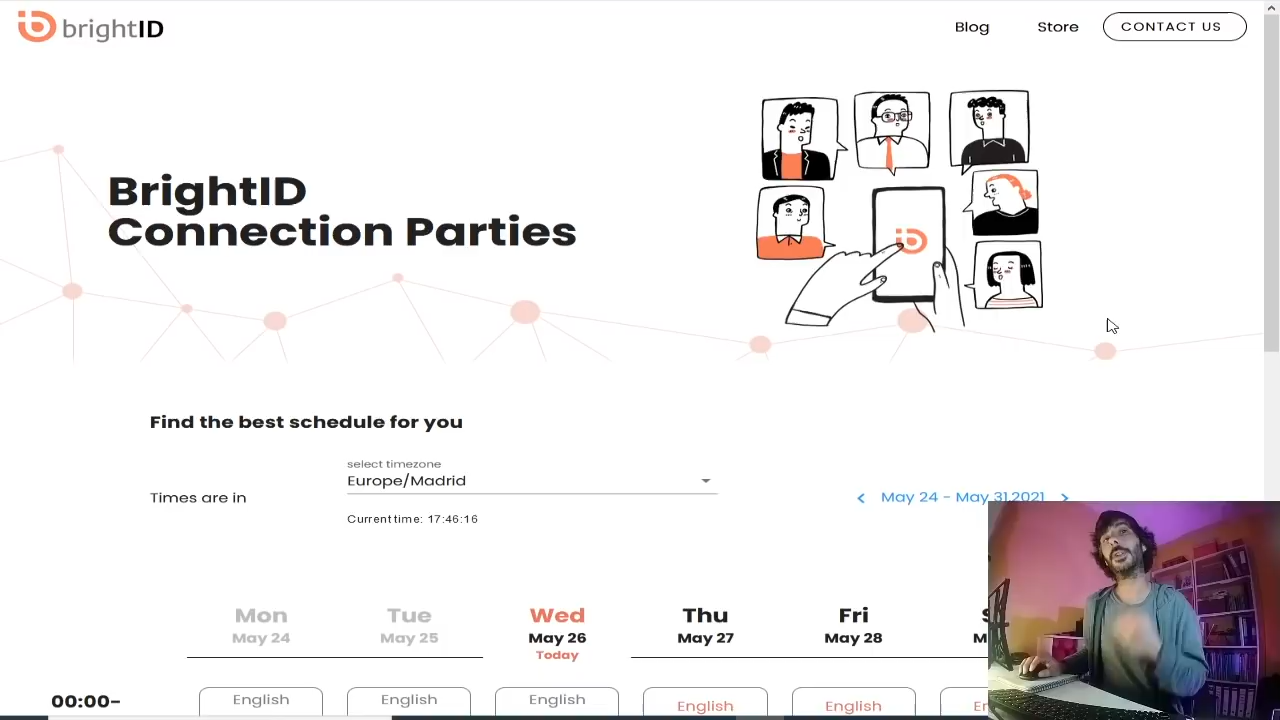 brightID
Blog
Store
CONTACT US
BrightID
Connection Parties
Find the best schedule for you
select timezone
Times are in
Europe/Madrid
May 24 - May 31,2021
Current time: 17:46:16
Mon
Tue
Wed
Thu
Fri
May 24
May 25
May 26
May 27
May 28
Today
00:00-
English
English
English
English
English